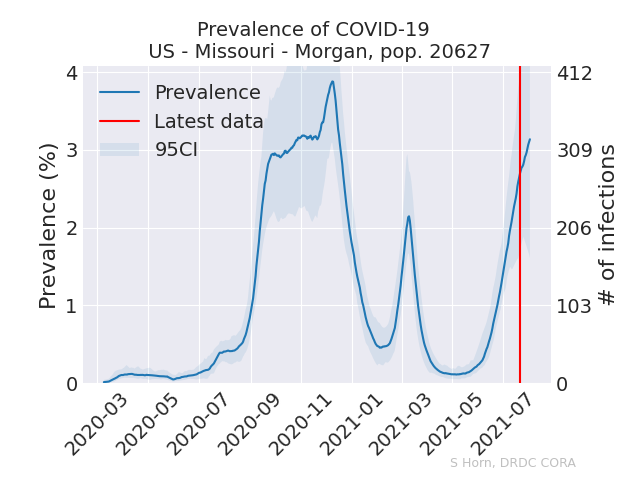 Prevalence of COVID-19
US - Missouri - Morgan, pop. 20627
Prevalence
Latest data
95CI
Prevalence (%)
4
3
2
1
0
412
309
206
103
0
# of infections
2020-03
2020-05
2020-07
2020-09
2020-11
2021-01
2021-03
2021-05
2021-07
S Horn, DRDC CORA